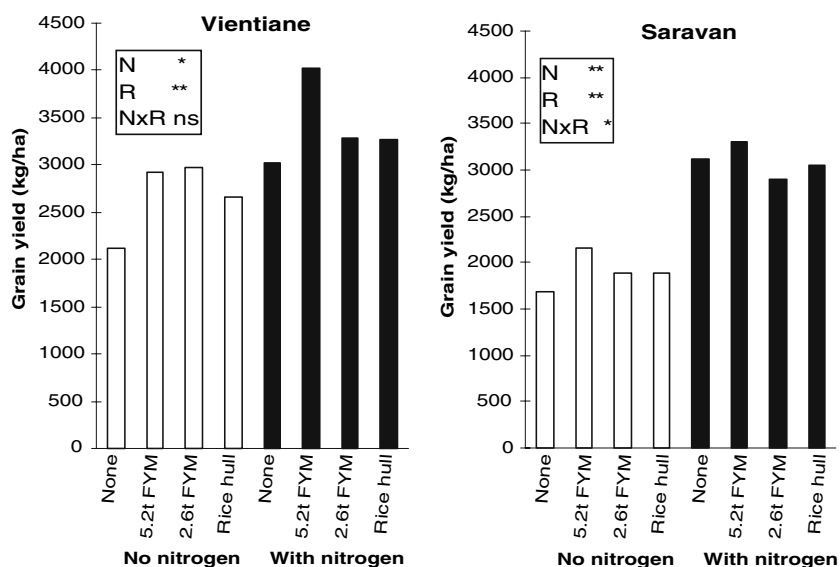 Vientiane
N *
R **
NxR ns
Grain yield (kg/ha)
4500
4000
3500
3000
2500
2000
1500
1000
500
0
None
5.2t FYM
2.6t FYM
Rice hull
None
5.2t FYM
2.6t FYM
Rice hull
No nitrogen
With nitrogen
Saravan
N **
R **
NxR *
Grain yield (kg/ha)
4500
4000
3500
3000
2500
2000
1500
1000
500
0
None
5.2t FYM
2.6t FYM
Rice hull
None
5.2t FYM
2.6t FYM
Rice hull
No nitrogen
With nitrogen